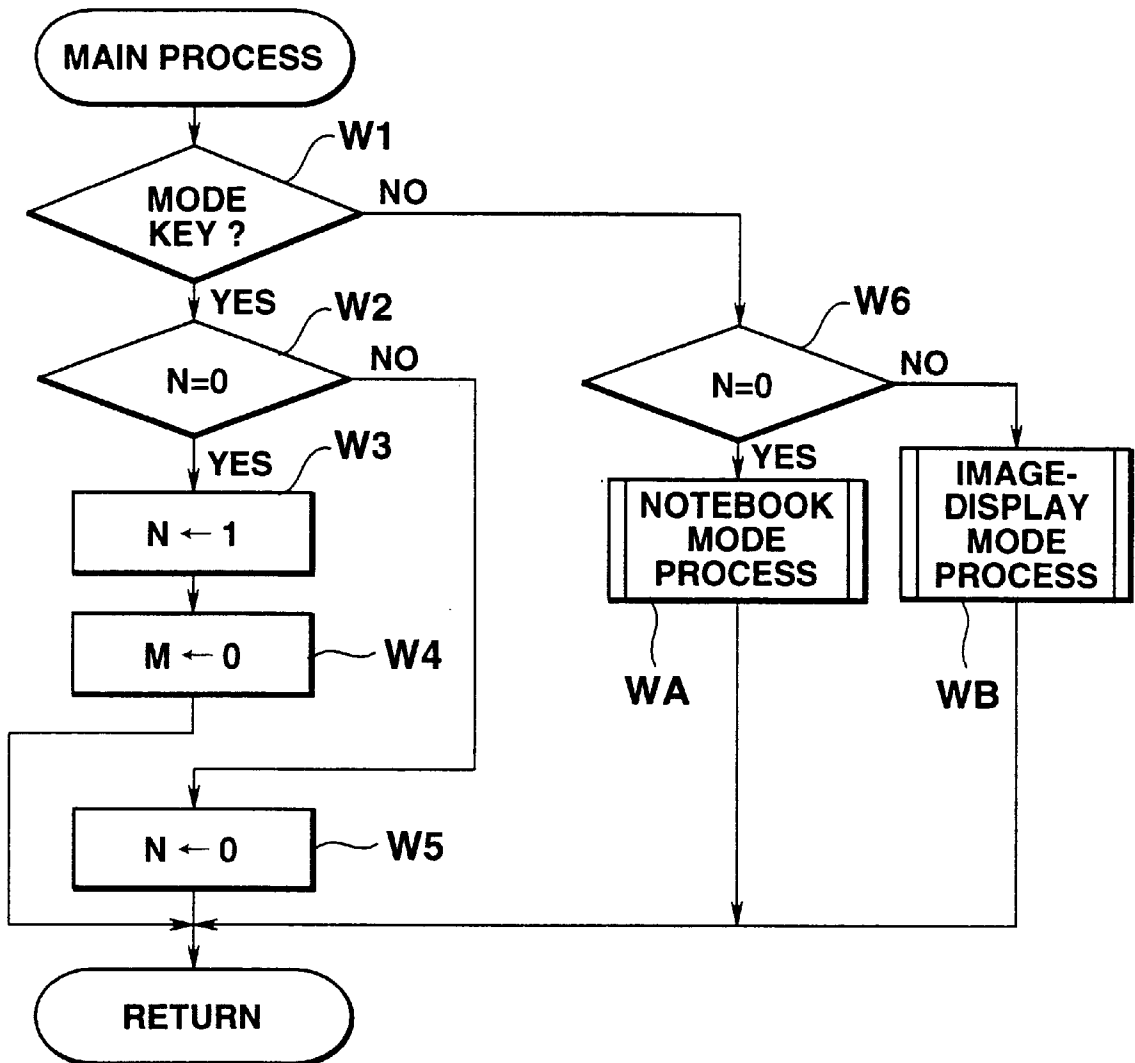 MAIN PROCESS
W1
MODE
KEY ?
NO
YES
W2
N=0
NO
YES
W3
N ← 1
M ← 0
W4
N ← 0
W5
W6
N=0
NO
YES
NOTEBOOK
MODE
PROCESS
WA
IMAGE-
DISPLAY
MODE
PROCESS
WB
RETURN